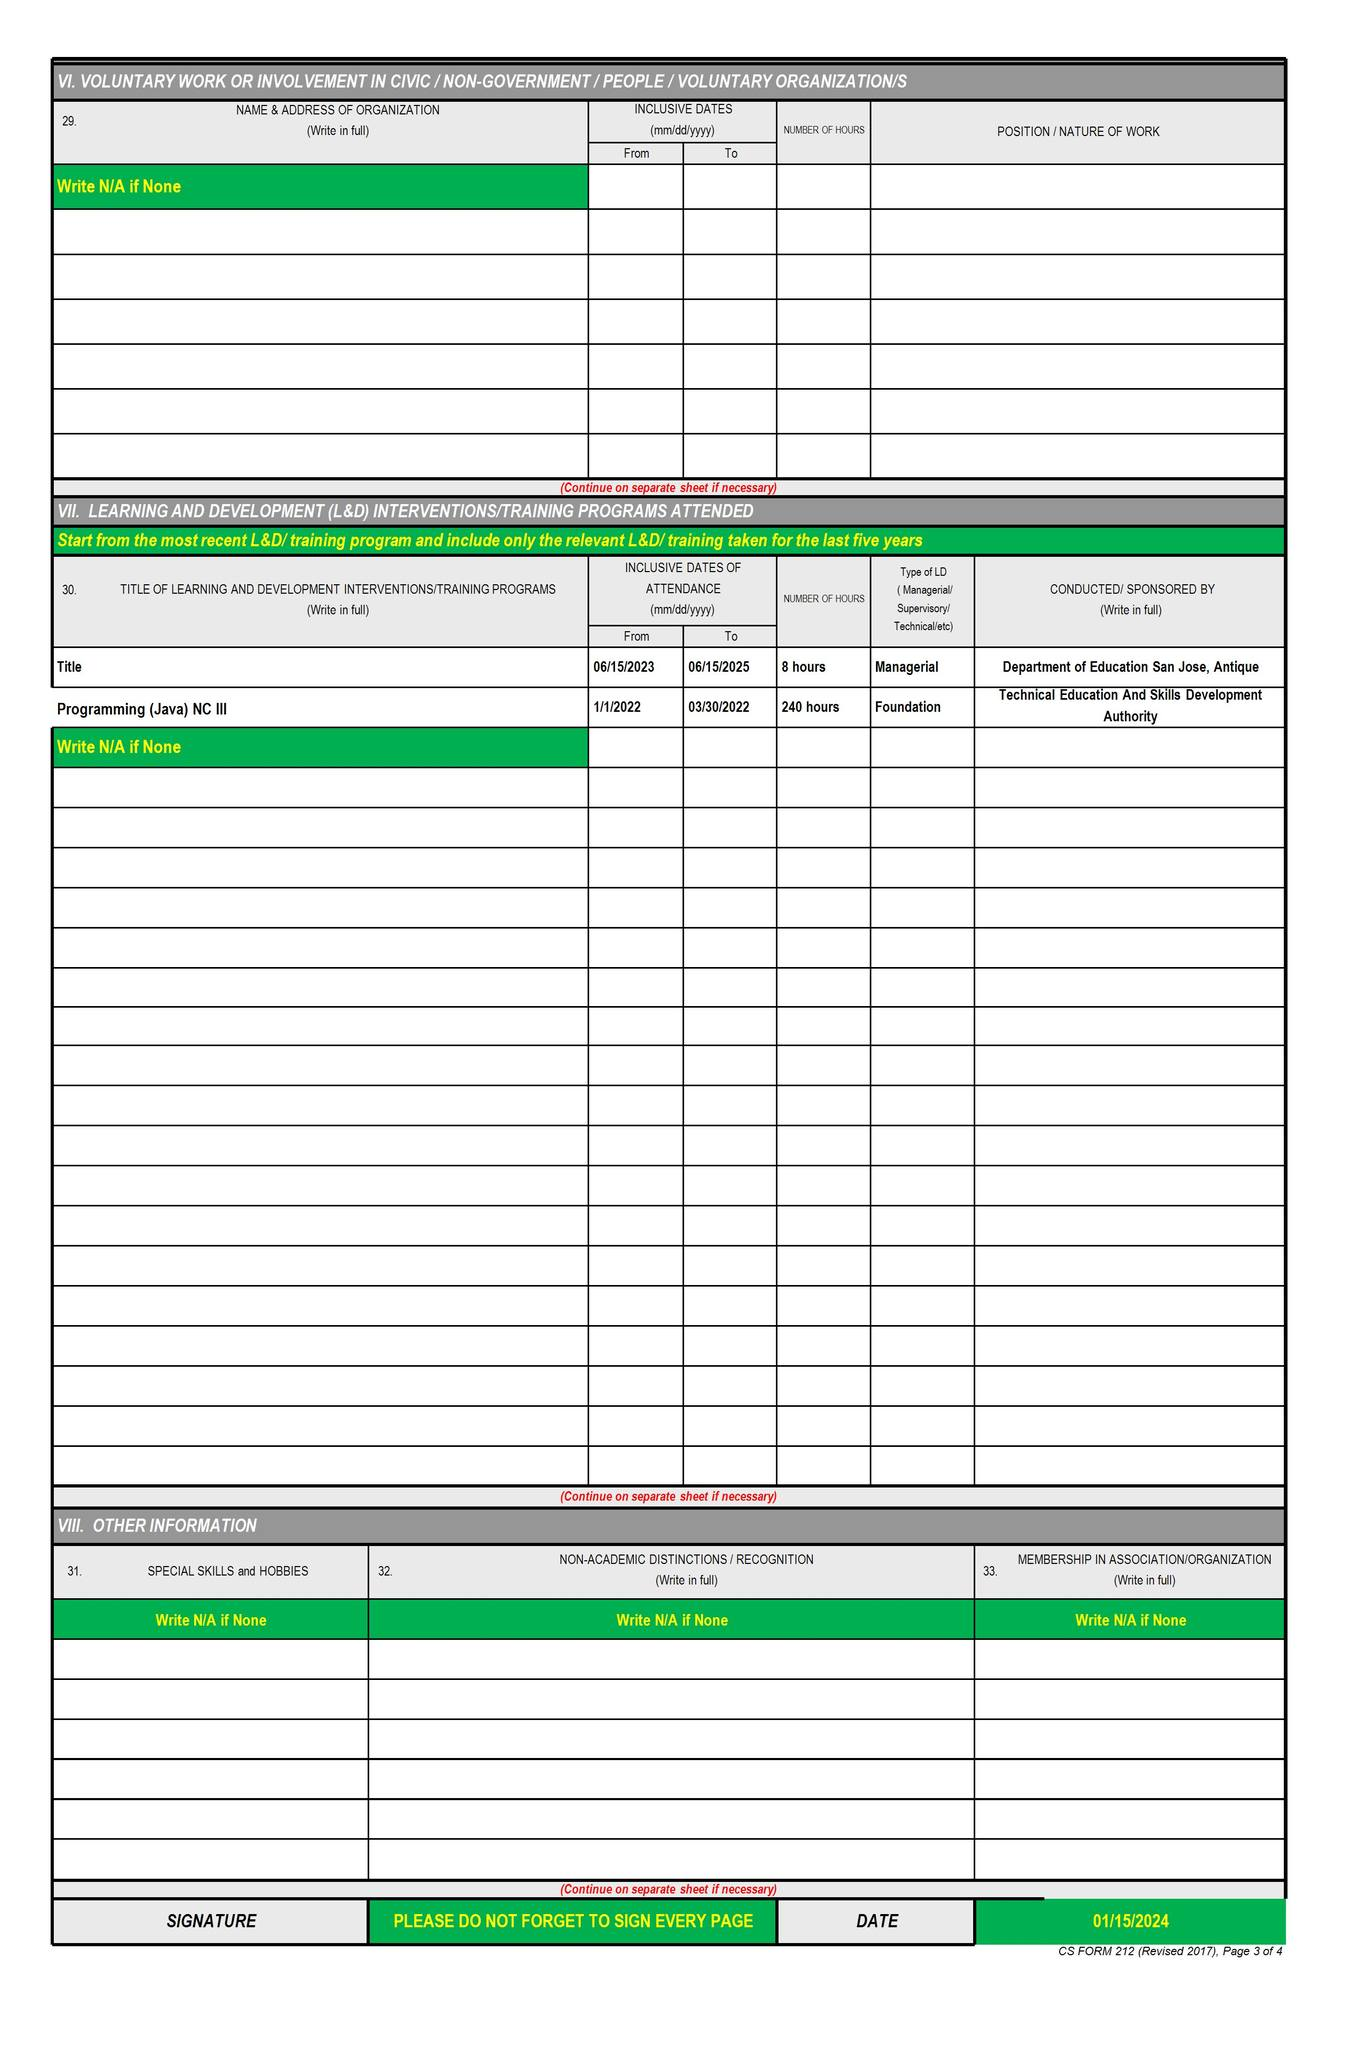 VI. VOLUNTARY WORK OR INVOLVEMENT IN CIVIC / NON-GOVERNMENT / PEOPLE / VOLUNTARY ORGANIZATION/S
29.
NAME & ADDRESS OF ORGANIZATION
(Write in full)
INCLUSIVE DATES
(mm/dd/yyyy)
From To
NUMBER OF HOURS
POSITION / NATURE OF WORK
Write N/A if None
(Continue on separate sheet if necessary)
VII. LEARNING AND DEVELOPMENT (L&D) INTERVENTIONS/TRAINING PROGRAMS ATTENDED
Start from the most recent L&D/ training program and include only the relevant L&D/ training taken for the last five years
30.
TITLE OF LEARNING AND DEVELOPMENT INTERVENTIONS/TRAINING PROGRAMS
(Write in full)
INCLUSIVE DATES OF
ATTENDANCE
(mm/dd/yyyy)
From To
NUMBER OF HOURS
Type of LD
( Managerial/
Supervisory/
Technical/etc)
CONDUCTED/ SPONSORED BY
(Write in full)
Title 06/15/2023 06/15/2025 8 hours Managerial Department of Education San Jose, Antique
Programming (Java) NC III 1/1/2022 03/30/2022 240 hours Foundation Technical Education And Skills Development
Authority
Write N/A if None
(Continue on separate sheet if necessary)
VIII. OTHER INFORMATION
31. SPECIAL SKILLS and HOBBIES
32.
NON-ACADEMIC DISTINCTIONS / RECOGNITION
(Write in full)
33.
MEMBERSHIP IN ASSOCIATION/ORGANIZATION
(Write in full)
Write N/A if None Write N/A if None Write N/A if None
(Continue on separate sheet if necessary)
SIGNATURE PLEASE DO NOT FORGET TO SIGN EVERY PAGE DATE 01/15/2024
CS FORM 212 (Revised 2017), Page 3 of 4